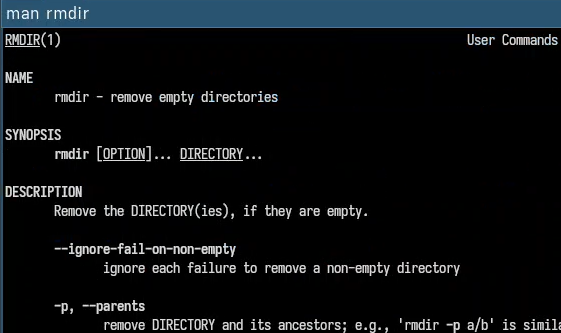 man rmdir
RMDIR(1) User Commands
NAME
rmdir - remove empty directories
SYNOPSIS
rmdir [OPTION]... DIRECTORY...
DESCRIPTION
Remove the DIRECTORY(ies), if they are empty.
--ignore-fail-on-non-empty
ignore each failure to remove a non-empty directory
-p, --parents
remove DIRECTORY and its ancestors; e.g., 'rmdir -p a/b' is